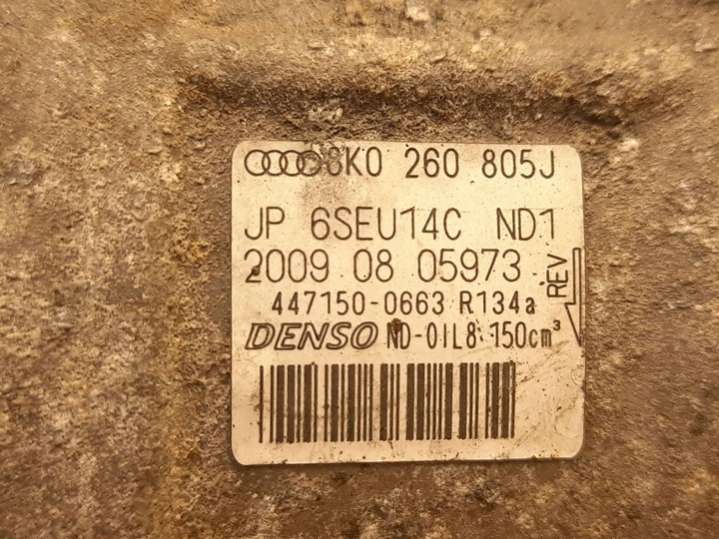 8K0 260 805J
JP 6SEU14C ND1
2009 08 05973
REV
447150-0663 R134a
DENSO ND-OIL8 150cm³